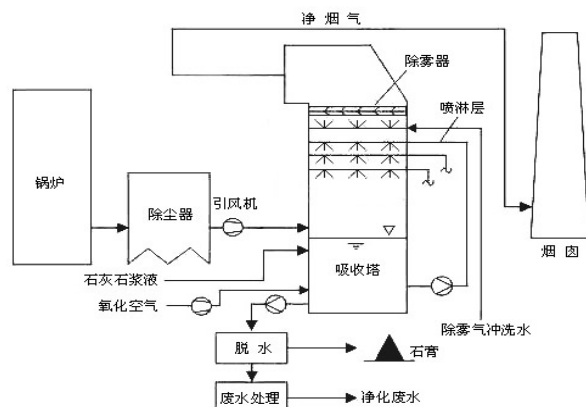 净 烟 气
除雾器
喷淋层
锅炉
除尘器
引风机
烟 囱
石灰石浆液
吸收塔
氧化空气
除雾气冲洗水
脱 水
石膏
废水处理
净化废水